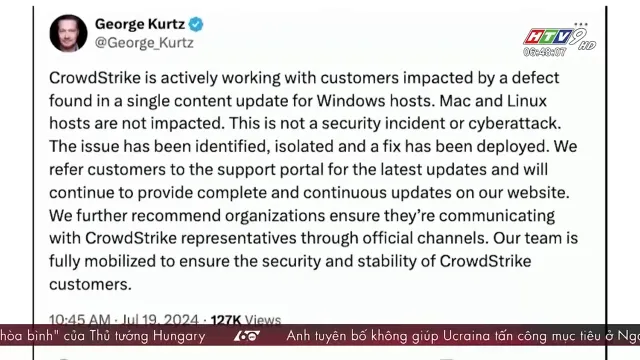 George Kurtz
@George_Kurtz
HTV9 HD
06:48:07
CrowdStrike is actively working with customers impacted by a defect
found in a single content update for Windows hosts. Mac and Linux
hosts are not impacted. This is not a security incident or cyberattack.
The issue has been identified, isolated and a fix has been deployed. We
refer customers to the support portal for the latest updates and will
continue to provide complete and continuous updates on our website.
We further recommend organizations ensure they’re communicating
with CrowdStrike representatives through official channels. Our team is
fully mobilized to ensure the security and stability of CrowdStrike
customers.
10:45 AM · Jul 19, 2024 · 127K Views
hòa bình" của Thủ tướng Hungary 60 Anh tuyên bố không giúp Ucraina tấn công mục tiêu ở Nga